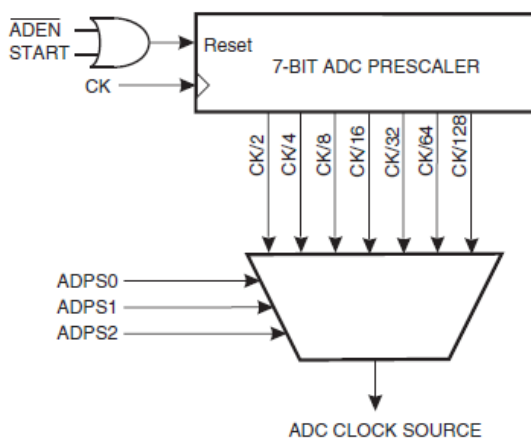 ADEN
START
Reset
7-BIT ADC PRESCALER
CK
CK/2
CK/4
CK/8
CK/16
CK/32
CK/64
CK/128
ADPS0
ADPS1
ADPS2
ADC CLOCK SOURCE